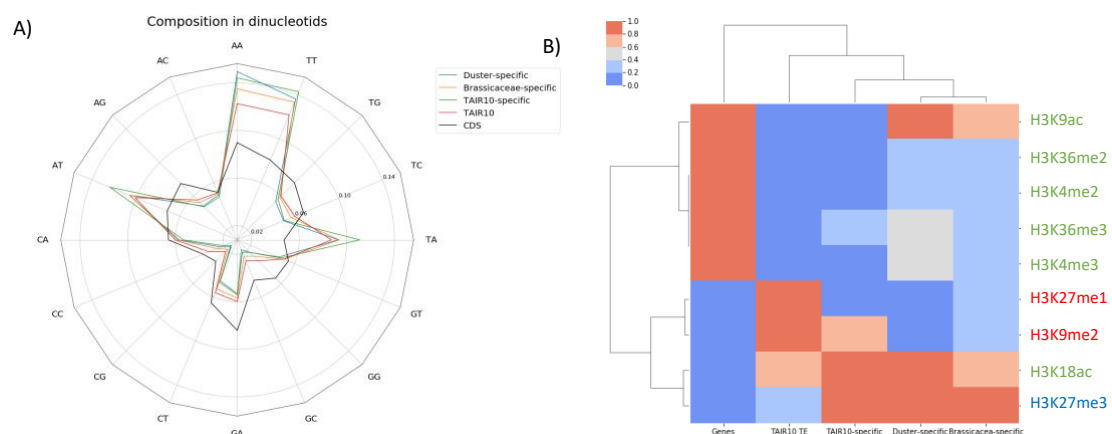 A)
Composition in dinucleotids
AA
TT
TG
TC
TA
GT
GG
GC
GA
CT
CG
CC
CA
AT
AG
AC
0.02
0.06
0.10
0.14
Duster-specific
Brassicaceae-specific
TAIR10-specific
TAIR10
CDS
B)
1.0
0.8
0.6
0.4
0.2
0.0
H3K9ac
H3K36me2
H3K4me2
H3K36me3
H3K4me3
H3K27me1
H3K9me2
H3K18ac
H3K27me3
Genes TAIR10 TE TAIR10-specific Duster-specific Brassicacea-specific